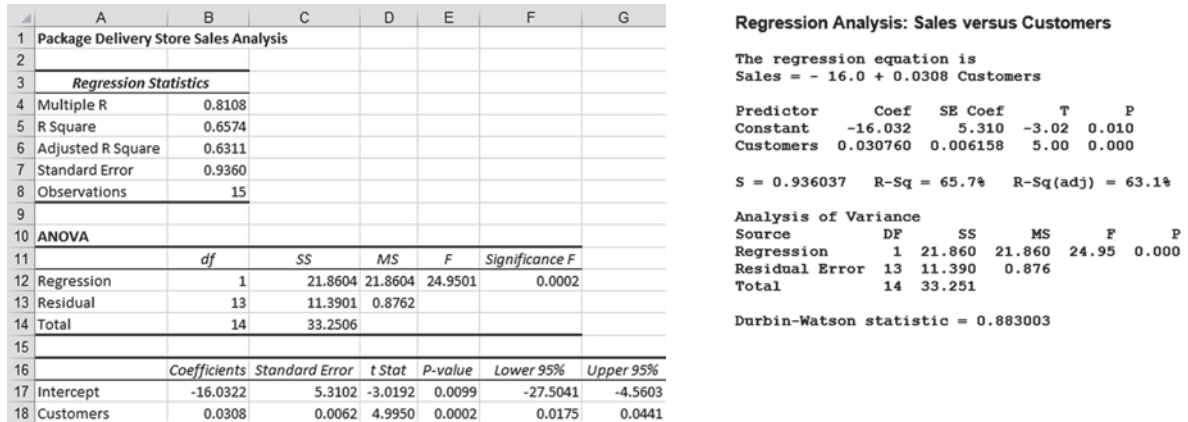 A B C D E F G
1 Package Delivery Store Sales Analysis
2
3 Regression Statistics
4 Multiple R 0.8108
5 R Square 0.6574
6 Adjusted R Square 0.6311
7 Standard Error 0.9360
8 Observations 15
9
10 ANOVA
11 df SS MS F Significance F
12 Regression 1 21.8604 21.8604 24.9501 0.0002
13 Residual 13 11.3901 0.8762
14 Total 14 33.2506
15
16 Coefficients Standard Error t Stat P-value Lower 95% Upper 95%
17 Intercept -16.0322 5.3102 -3.0192 0.0099 -27.5041 -4.5603
18 Customers 0.0308 0.0062 4.9950 0.0002 0.0175 0.0441
Regression Analysis: Sales versus Customers
The regression equation is
Sales = - 16.0 + 0.0308 Customers
Predictor Coef SE Coef T P
Constant -16.032 5.310 -3.02 0.010
Customers 0.030760 0.006158 5.00 0.000
S = 0.936037 R-Sq = 65.7% R-Sq(adj) = 63.1%
Analysis of Variance
Source DF SS MS F P
Regression 1 21.860 21.860 24.95 0.000
Residual Error 13 11.390 0.876
Total 14 33.251
Durbin-Watson statistic = 0.883003